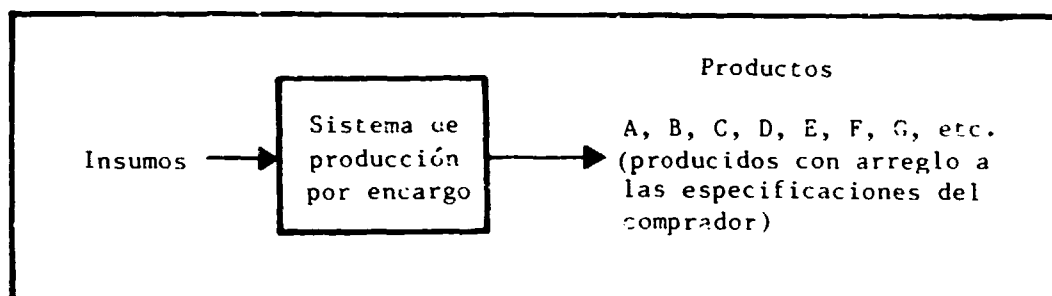 Productos
Insumos
Sistema de
producción
por encargo
A, B, C, D, E, F, G, etc.
(producidos con arreglo a
las especificaciones del
comprador)